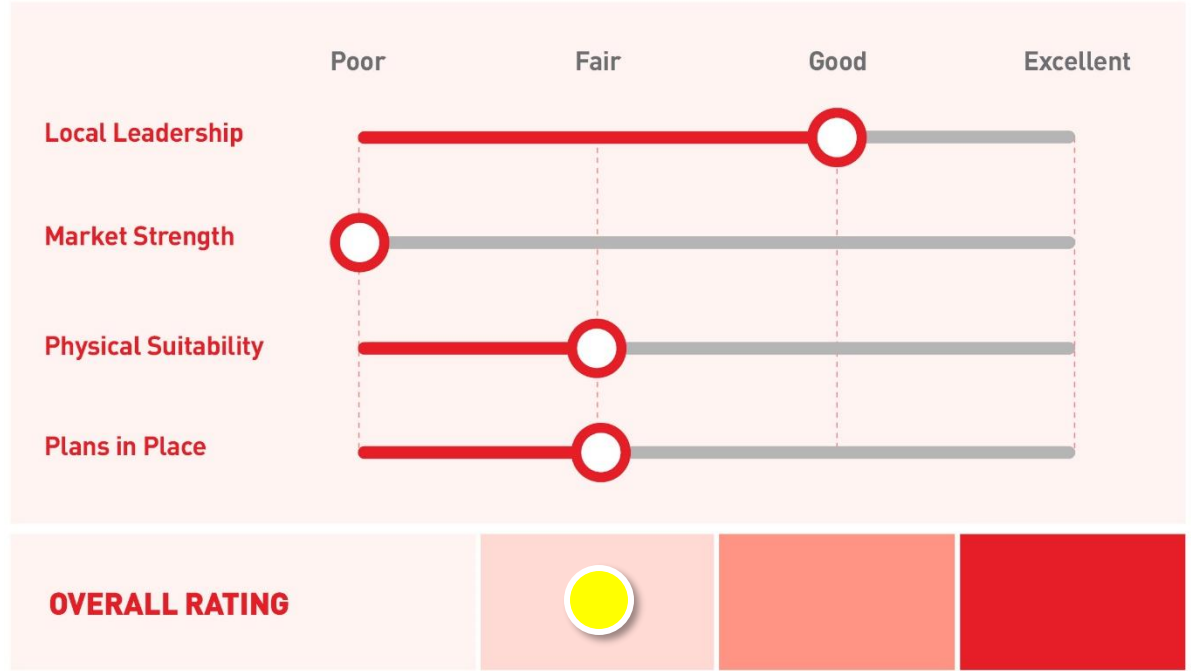 Poor Fair Good Excellent
Local Leadership
Market Strength
Physical Suitability
Plans in Place
OVERALL RATING